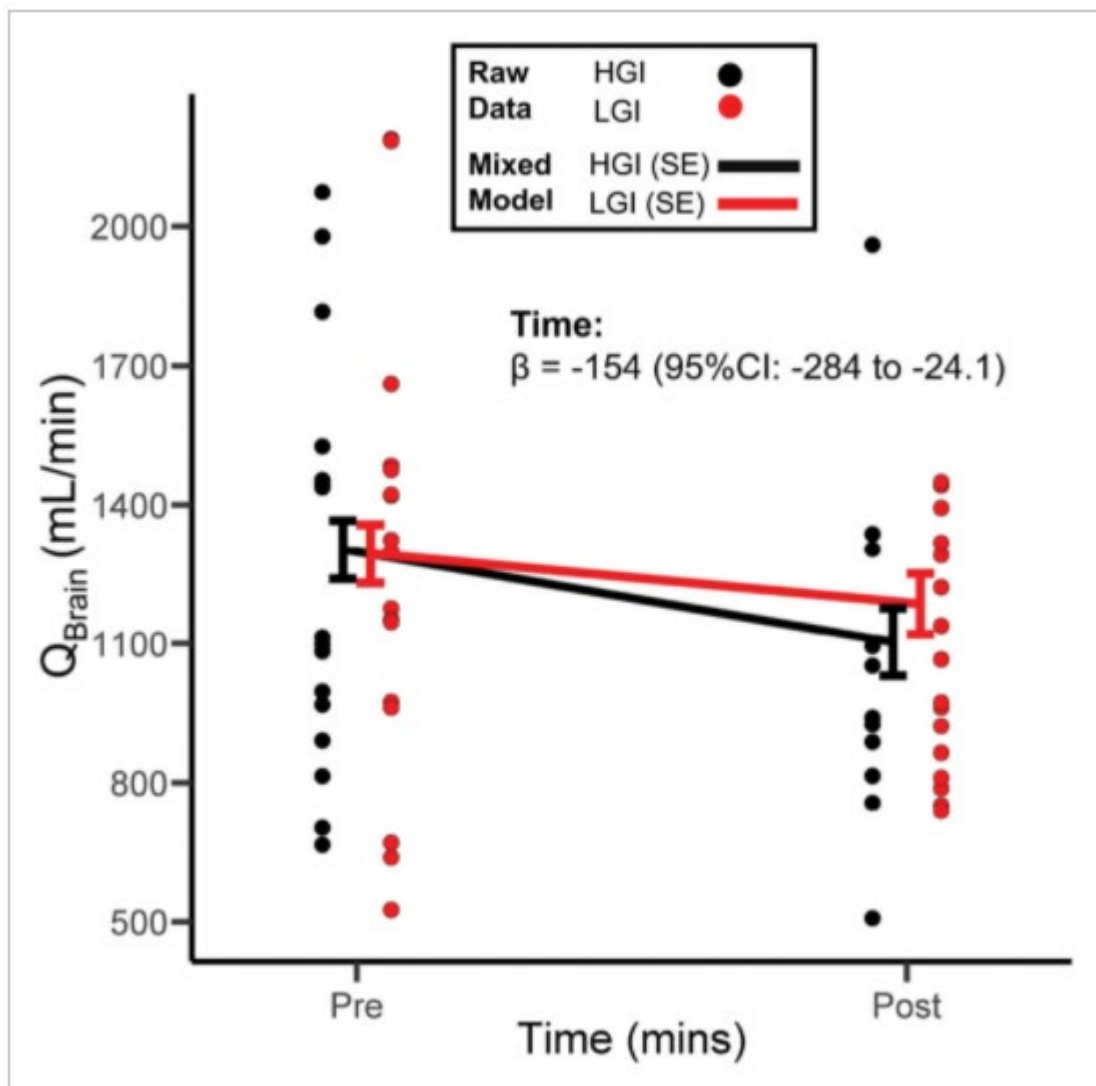 Raw HGI
Data LGI
Mixed HGI (SE)
Model LGI (SE)
Time:
β = -154 (95%CI: -284 to -24.1)
Q_Brain (mL/min)
2000
1700
1400
1100
800
500
Pre Post
Time (mins)